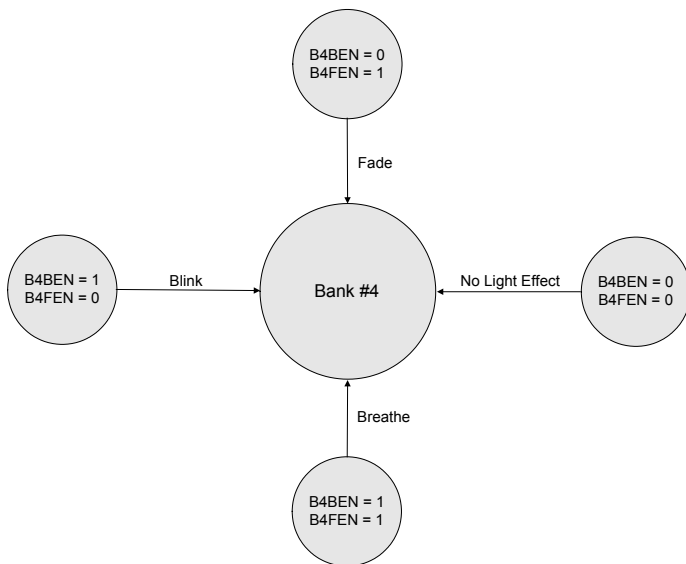 B4BEN = 0
B4FEN = 1
Fade
B4BEN = 1
B4FEN = 0
Blink
Bank #4
No Light Effect
B4BEN = 0
B4FEN = 0
Breathe
B4BEN = 1
B4FEN = 1